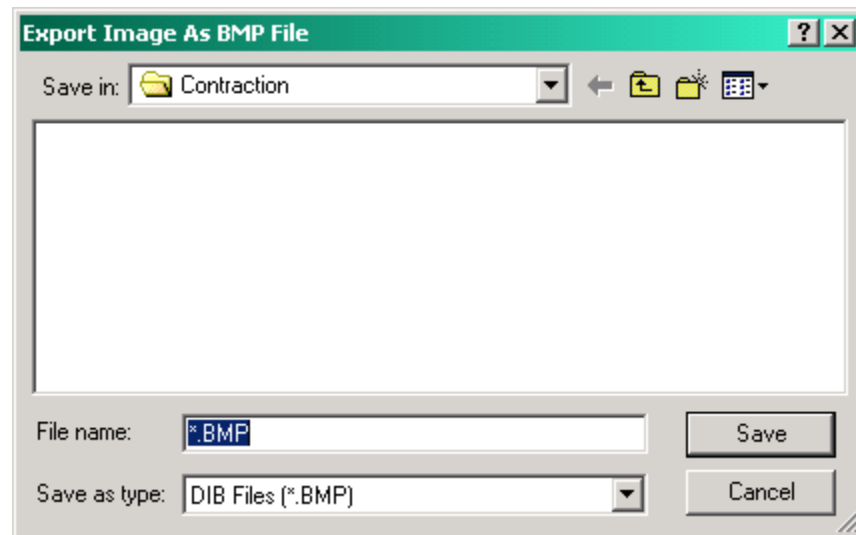 Export Image As BMP File
Save in: Contraction
File name: *.BMP Save
Save as type: DIB Files (*.BMP) Cancel